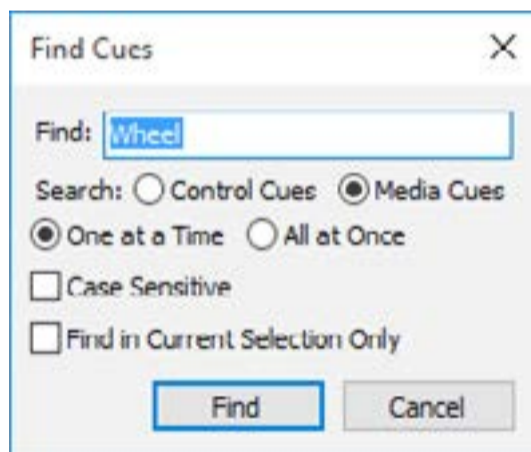 Find Cues
Find: Wheel
Search: Control Cues Media Cues
One at a Time All at Once
Case Sensitive
Find in Current Selection Only
Find Cancel